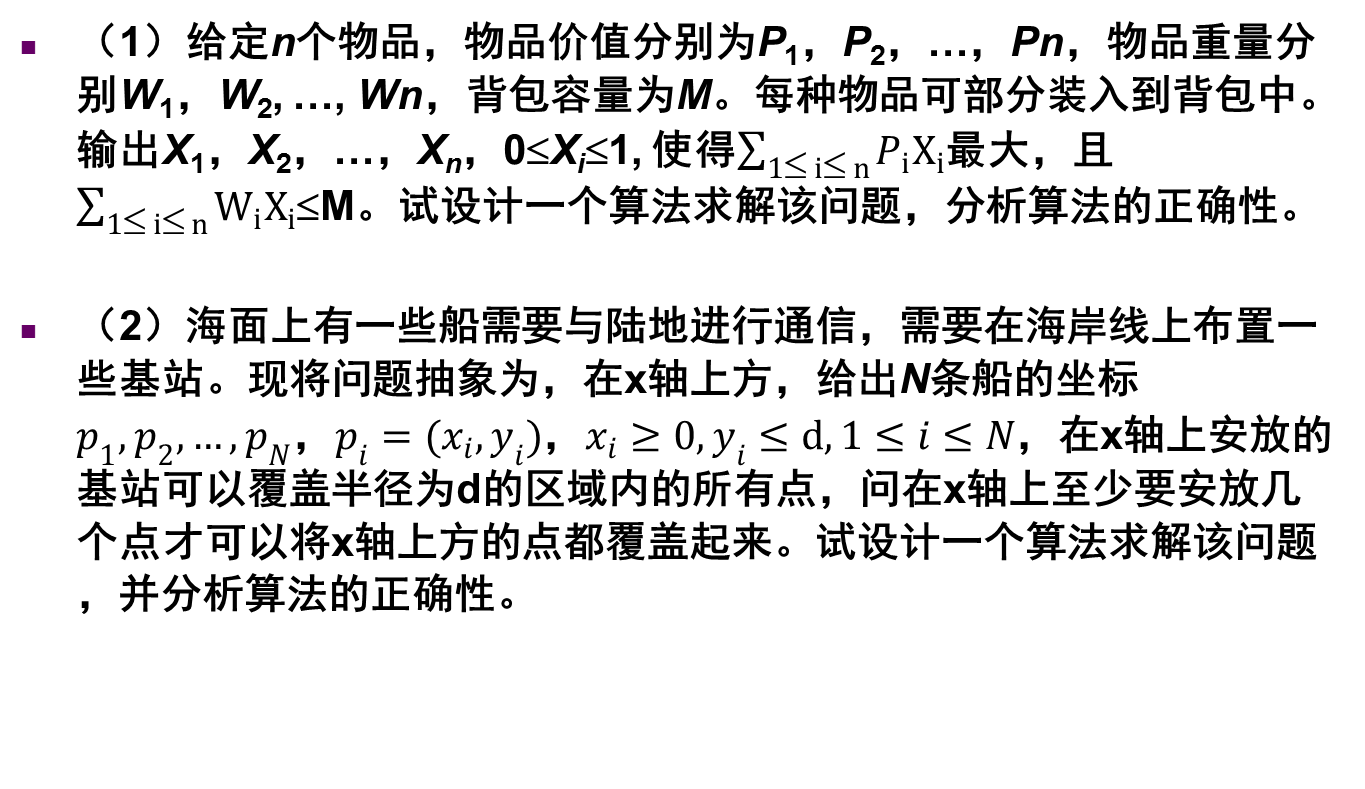 （1）给定n个物品，物品价值分别为P₁，P₂，…，Pn，物品重量分
别W₁，W₂, …, Wn，背包容量为M。每种物品可部分装入到背包中。
输出X₁，X₂，…，Xₙ，0≤Xᵢ≤1, 使得∑₁≤ i≤ n PᵢXᵢ最大，且
∑₁≤ i≤ n WᵢXᵢ≤M。试设计一个算法求解该问题，分析算法的正确性。
（2）海面上有一些船需要与陆地进行通信，需要在海岸线上布置一
些基站。现将问题抽象为，在x轴上方，给出N条船的坐标
p₁, p₂, …, p_N，pᵢ = (xᵢ, yᵢ)，xᵢ ≥ 0, yᵢ ≤ d, 1 ≤ i ≤ N，在x轴上安放的
基站可以覆盖半径为d的区域内的所有点，问在x轴上至少要安放几
个点才可以将x轴上方的点都覆盖起来。试设计一个算法求解该问题
，并分析算法的正确性。